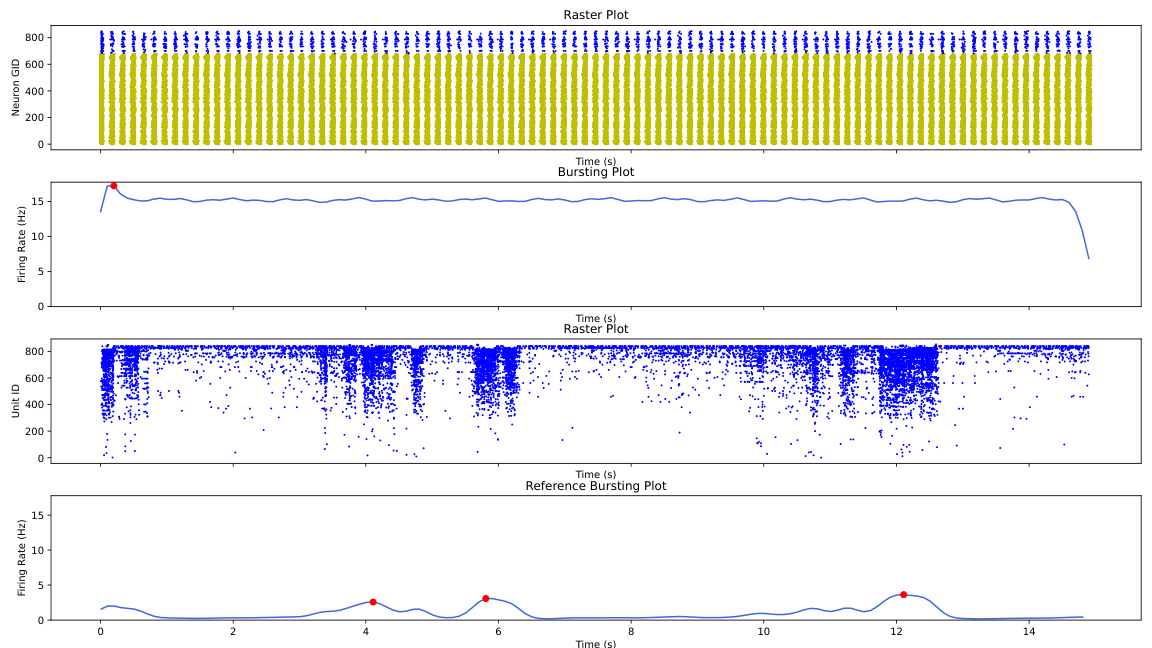 Raster Plot
800
600
400
200
0
Neuron GID
Time (s)
Bursting Plot
15
10
5
0
Firing Rate (Hz)
Time (s)
Raster Plot
800
600
400
200
0
Unit ID
Time (s)
Reference Bursting Plot
15
10
5
0
Firing Rate (Hz)
0 2 4 6 8 10 12 14
Time (s)